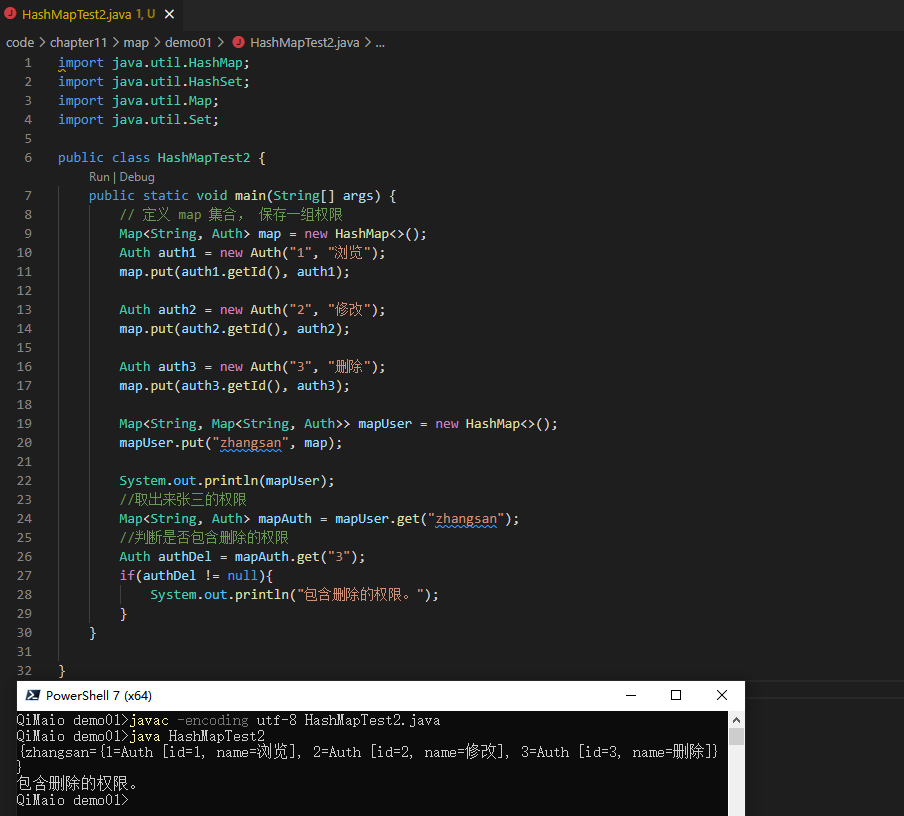 HashMapTest2.java 1, U
code > chapter11 > map > demo01 > HashMapTest2.java > ...
1 import java.util.HashMap;
2 import java.util.HashSet;
3 import java.util.Map;
4 import java.util.Set;
5
6 public class HashMapTest2 {
Run | Debug
7 public static void main(String[] args) {
8 // 定义 map 集合, 保存一组权限
9 Map<String, Auth> map = new HashMap<>();
10 Auth auth1 = new Auth("1", "浏览");
11 map.put(auth1.getId(), auth1);
12
13 Auth auth2 = new Auth("2", "修改");
14 map.put(auth2.getId(), auth2);
15
16 Auth auth3 = new Auth("3", "删除");
17 map.put(auth3.getId(), auth3);
18
19 Map<String, Map<String, Auth>> mapUser = new HashMap<>();
20 mapUser.put("zhangsan", map);
21
22 System.out.println(mapUser);
23 //取出来张三的权限
24 Map<String, Auth> mapAuth = mapUser.get("zhangsan");
25 //判断是否包含删除的权限
26 Auth authDel = mapAuth.get("3");
27 if(authDel != null){
28 System.out.println("包含删除的权限。");
29 }
30 }
31
32 }
PowerShell 7 (x64)
QiMaio demo01>javac -encoding utf-8 HashMapTest2.java
QiMaio demo01>java HashMapTest2
{zhangsan={1=Auth [id=1, name=浏览], 2=Auth [id=2, name=修改], 3=Auth [id=3, name=删除]}
}
包含删除的权限。
QiMaio demo01>